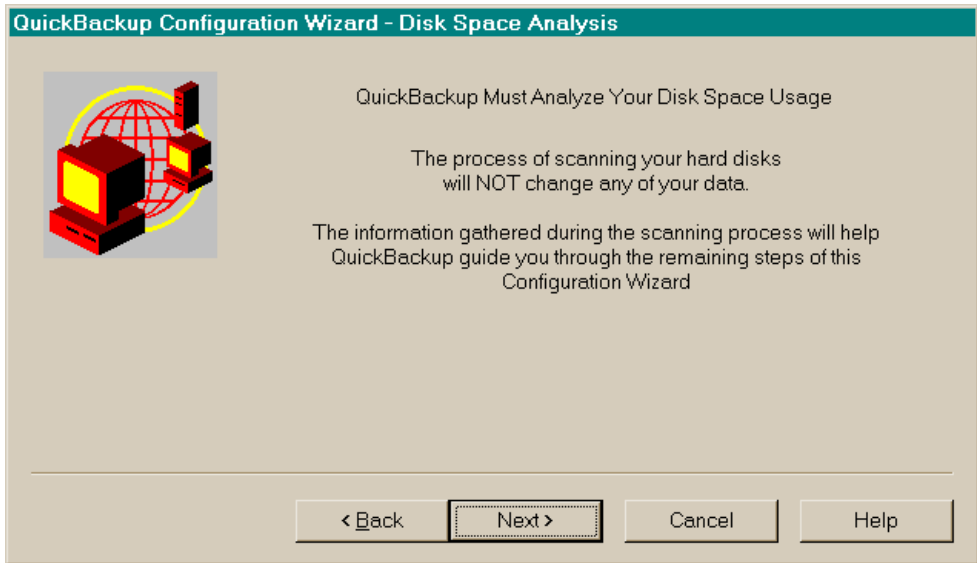 QuickBackup Configuration Wizard - Disk Space Analysis
QuickBackup Must Analyze Your Disk Space Usage
The process of scanning your hard disks
will NOT change any of your data.
The information gathered during the scanning process will help
QuickBackup guide you through the remaining steps of this
Configuration Wizard
< Back
Next >
Cancel
Help